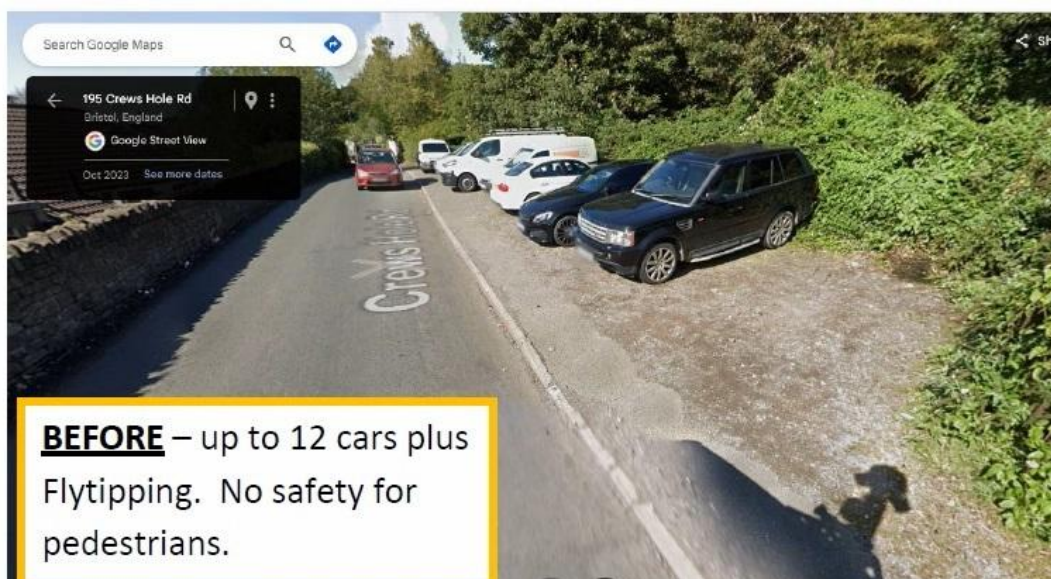 Search Google Maps
Sh
195 Crews Hole Rd
Bristol, England
Google Street View
Oct 2023 See more dates
Crews Hole Rd
BEFORE – up to 12 cars plus
Flytipping. No safety for
pedestrians.